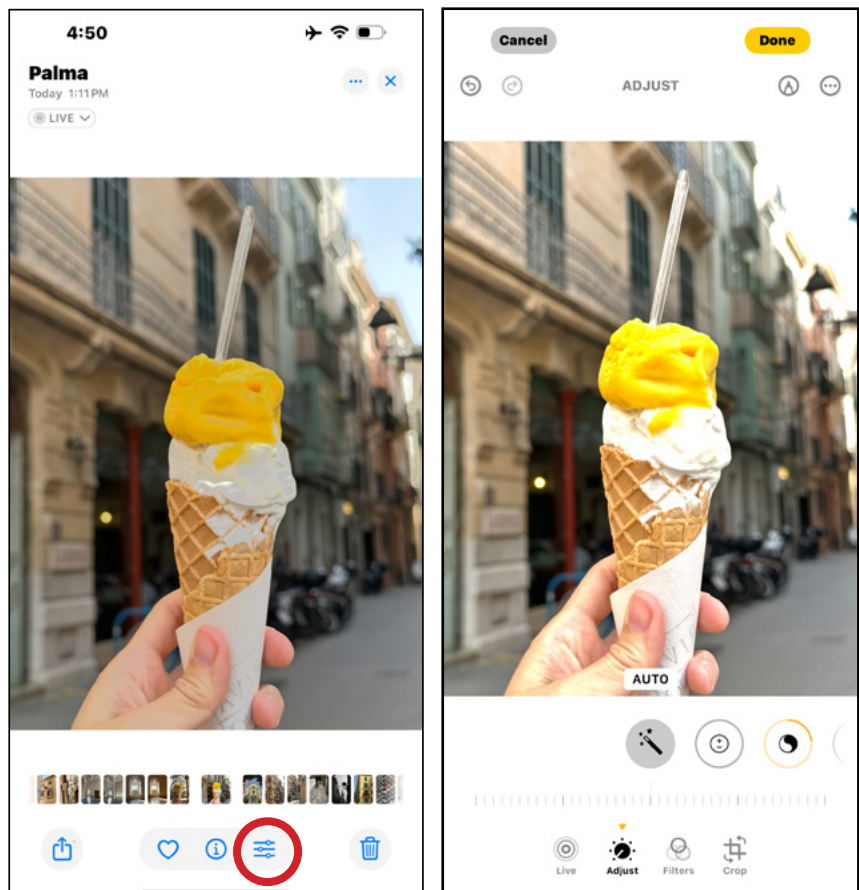 4:50
Palma
Today 1:11 PM
LIVE
Cancel
Done
ADJUST
AUTO
Live
Adjust
Filters
Crop